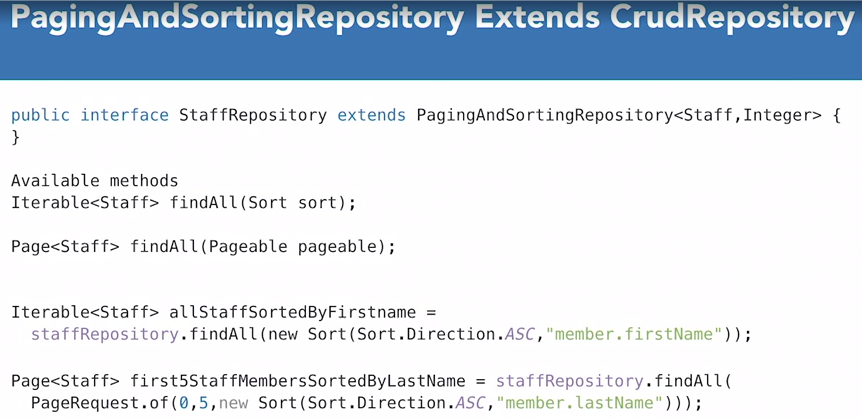 PagingAndSortingRepository Extends CrudRepository
public interface StaffRepository extends PagingAndSortingRepository<Staff,Integer> {
}
Available methods
Iterable<Staff> findAll(Sort sort);
Page<Staff> findAll(Pageable pageable);
Iterable<Staff> allStaffSortedByFirstname =
staffRepository.findAll(new Sort(Sort.Direction.ASC,"member.firstName"));
Page<Staff> first5StaffMembersSortedByLastName = staffRepository.findAll(
PageRequest.of(0,5,new Sort(Sort.Direction.ASC,"member.lastName")));